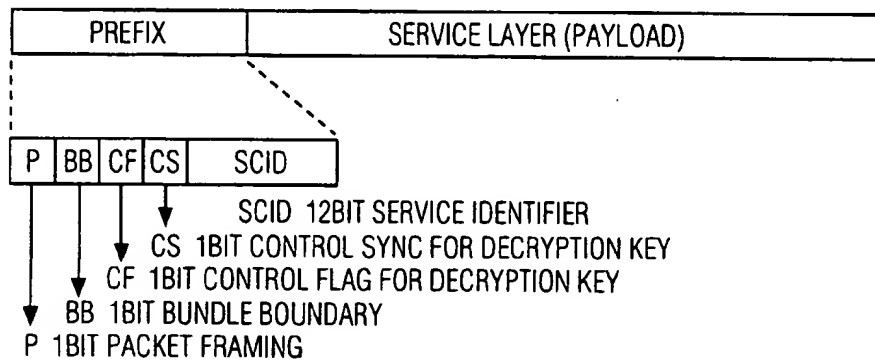 PREFIX SERVICE LAYER (PAYLOAD)
P BB CF CS SCID
SCID 12BIT SERVICE IDENTIFIER
CS 1BIT CONTROL SYNC FOR DECRYPTION KEY
CF 1BIT CONTROL FLAG FOR DECRYPTION KEY
BB 1BIT BUNDLE BOUNDARY
P 1BIT PACKET FRAMING